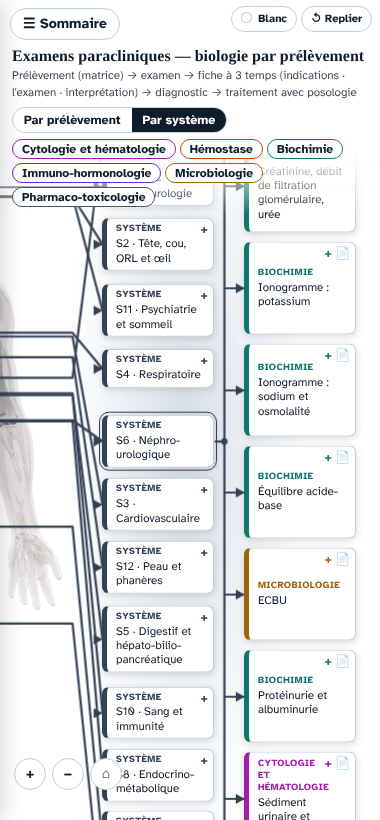 ☰ Sommaire
Blanc
↺ Replier
Examens paracliniques — biologie par prélèvement
Prélèvement (matrice) → examen → fiche à 3 temps (indications ·
l'examen · interprétation) → diagnostic → traitement avec posologie
Par prélèvement
Par système
Cytologie et hématologie
Hémostase
Biochimie
Immuno-hormonologie
Microbiologie
Pharmaco-toxicologie
SYSTÈME +
S2 · Tête, cou,
ORL et œil
SYSTÈME +
S11 · Psychiatrie
et sommeil
SYSTÈME +
S4 · Respiratoire
SYSTÈME
S6 · Néphro-
urologique
SYSTÈME +
S3 ·
Cardiovasculaire
SYSTÈME +
S12 · Peau et
phanères
SYSTÈME +
S5 · Digestif et
hépato-bilio-
pancréatique
SYSTÈME +
S10 · Sang et
immunité
SYSTÈME +
S8 · Endocrino-
métabolique
SYSTÈME
Créatinine, débit
de filtration
glomérulaire,
urée
+
BIOCHIMIE
Ionogramme :
potassium
+
BIOCHIMIE
Ionogramme :
sodium et
osmolalité
+
BIOCHIMIE
Équilibre acide-
base
+
MICROBIOLOGIE
ECBU
+
BIOCHIMIE
Protéinurie et
albuminurie
CYTOLOGIE +
ET
HÉMATOLOGIE
Sédiment
urinaire et
+
−
⌂